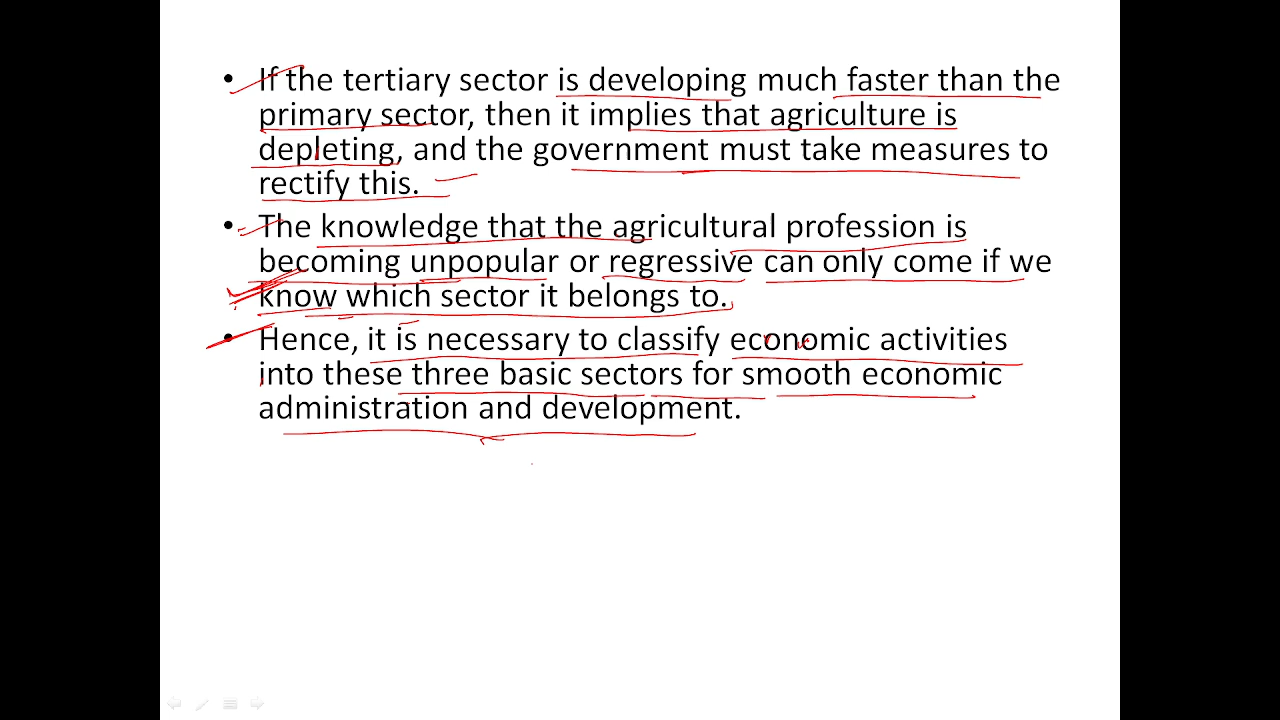 • If the tertiary sector is developing much faster than the
primary sector, then it implies that agriculture is
depleting, and the government must take measures to
rectify this.
• The knowledge that the agricultural profession is
becoming unpopular or regressive can only come if we
know which sector it belongs to.
• Hence, it is necessary to classify economic activities
into these three basic sectors for smooth economic
administration and development.